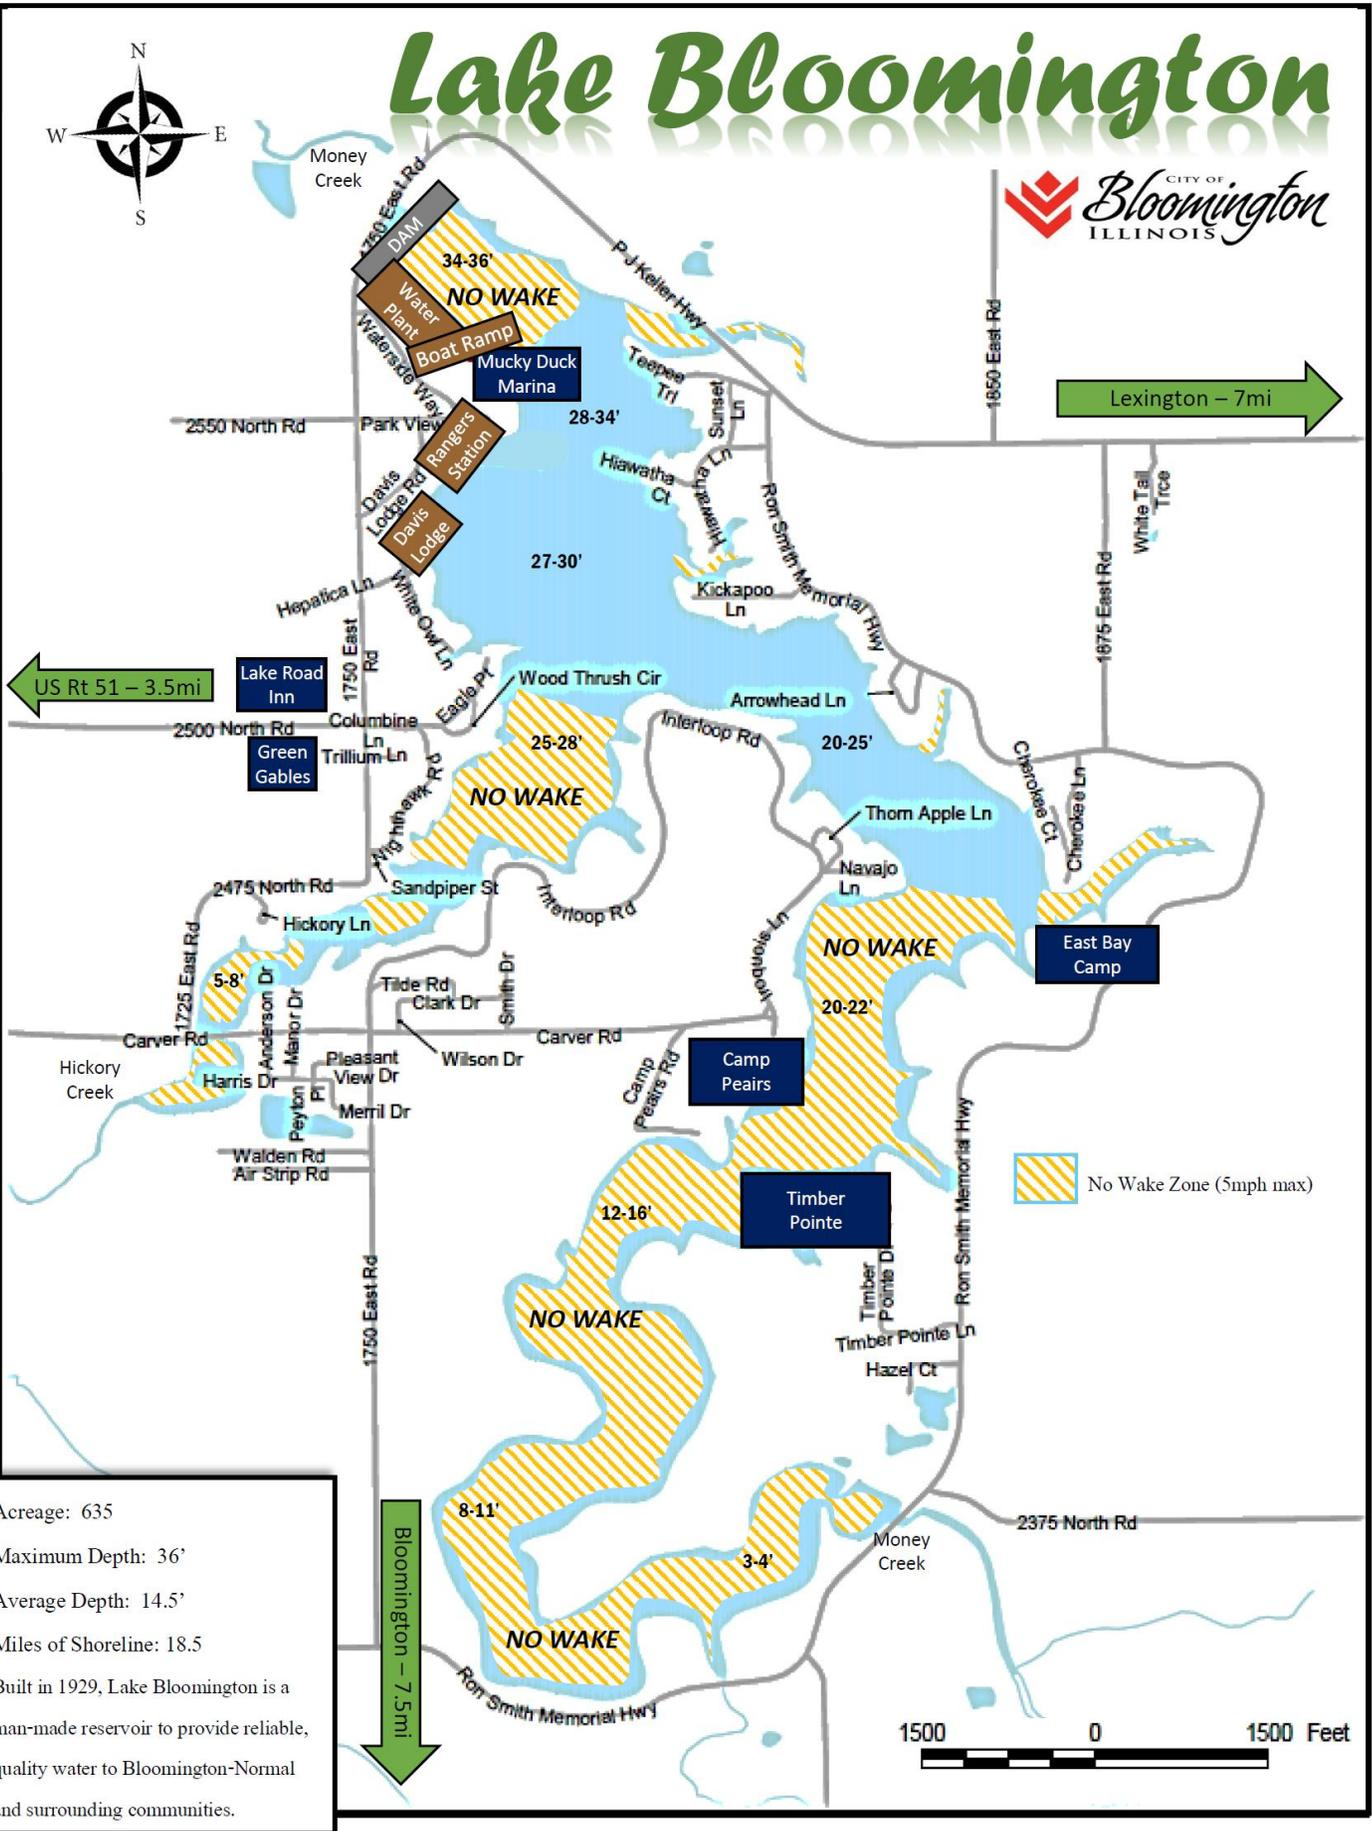 Lake Bloomington
N
W
E
S
Money
Creek
CITY OF
Bloomington
ILLINOIS
1750 East Rd
DAM
34-36'
NO WAKE
Water
Plant
Boat Ramp
Mucky Duck
Marina
P J Keller Hwy
Waterside Way
Teepee
Trl
Sunset
Ln
1850 East Rd
Lexington – 7mi
28-34'
2550 North Rd
Park View
Rangers
Station
Hiawatha
Ct
Hiawatha Ln
Davis
Lodge Rd
Davis
Lodge
Ron Smith Memorial Hwy
White Tail
Trce
27-30'
Kickapoo
Ln
Hepatica Ln
White Owl Ln
1875 East Rd
1750 East
Rd
US Rt 51 – 3.5mi
Lake Road
Inn
Eagle Pt
Wood Thrush Cir
Arrowhead Ln
2500 North Rd
Columbine
Ln
Trillium Ln
Green
Gables
25-28'
Interloop Rd
20-25'
NO WAKE
Nighthawk Rd
Cherokee Ct
Cherokee Ln
Thorn Apple Ln
Navajo
Ln
2475 North Rd
Sandpiper St
Interloop Rd
Hickory Ln
Iroquois Ln
NO WAKE
East Bay
Camp
1725 East Rd
5-8'
Anderson Dr
Manor Dr
Tilde Rd
Clark Dr
Smith Dr
20-22'
Carver Rd
Carver Rd
Wilson Dr
Hickory
Creek
Harris Dr
Pleasant
View Dr
Peyton
Pl
Merril Dr
Camp
Peairs Rd
Camp
Peairs
Walden Rd
Air Strip Rd
Ron Smith Memorial Hwy
No Wake Zone (5mph max)
12-16'
Timber
Pointe
Timber
Pointe D
1750 East Rd
NO WAKE
Timber Pointe Ln
Hazel Ct
8-11'
3-4'
Money
Creek
2375 North Rd
NO WAKE
Bloomington – 7.5mi
Ron Smith Memorial Hwy
1500 0 1500 Feet
Acreage: 635
Maximum Depth: 36’
Average Depth: 14.5’
Miles of Shoreline: 18.5
Built in 1929, Lake Bloomington is a
man-made reservoir to provide reliable,
quality water to Bloomington-Normal
and surrounding communities.